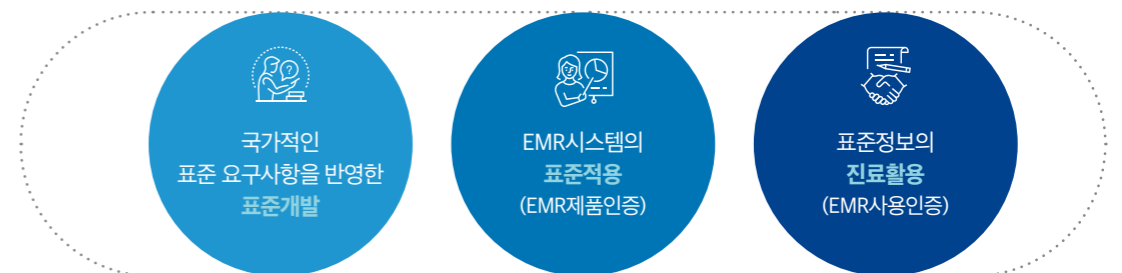 국가적인
표준 요구사항을 반영한
표준개발
EMR시스템의
표준적용
(EMR제품인증)
표준정보의
진료활용
(EMR사용인증)